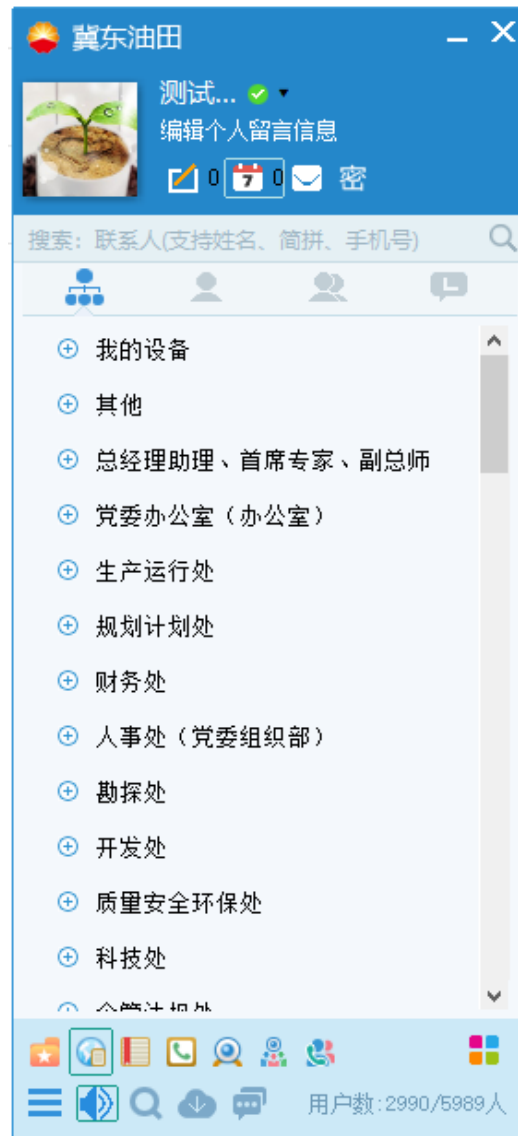 冀东油田
测试...
编辑个人留言信息
0 7 0 密
搜索：联系人(支持姓名、简拼、手机号)
我的设备
其他
总经理助理、首席专家、副总师
党委办公室（办公室）
生产运行处
规划计划处
财务处
人事处（党委组织部）
勘探处
开发处
质量安全环保处
科技处
用户数:2990/5989人